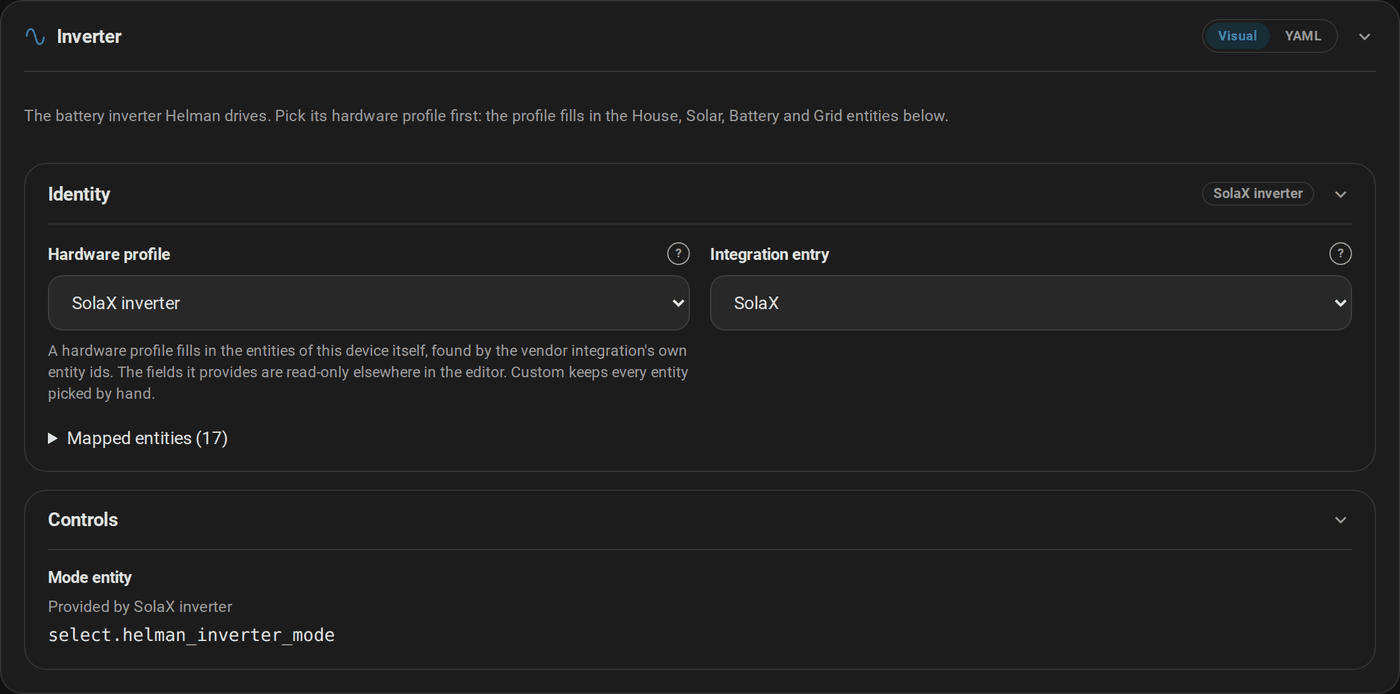 Inverter
Visual
YAML
The battery inverter Helman drives. Pick its hardware profile first: the profile fills in the House, Solar, Battery and Grid entities below.
Identity
SolaX inverter
Hardware profile
?
Integration entry
?
SolaX inverter
SolaX
A hardware profile fills in the entities of this device itself, found by the vendor integration's own
entity ids. The fields it provides are read-only elsewhere in the editor. Custom keeps every entity
picked by hand.
Mapped entities (17)
Controls
Mode entity
Provided by SolaX inverter
select.helman_inverter_mode